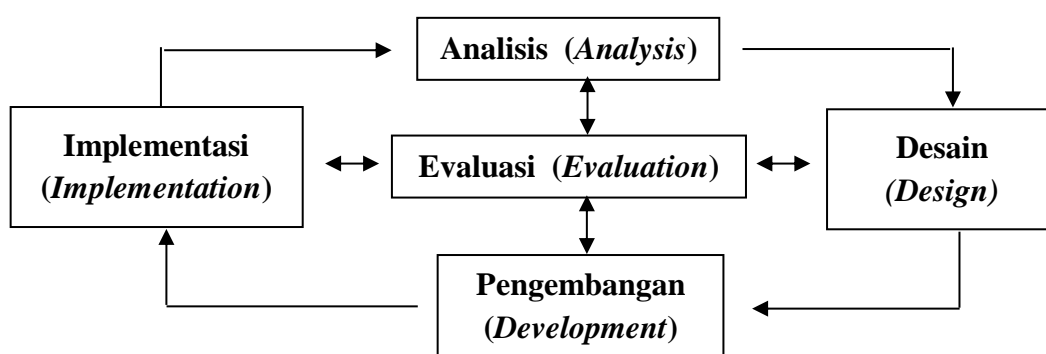 Analisis (Analysis)
Implementasi
(Implementation)
Evaluasi (Evaluation)
Desain
(Design)
Pengembangan
(Development)